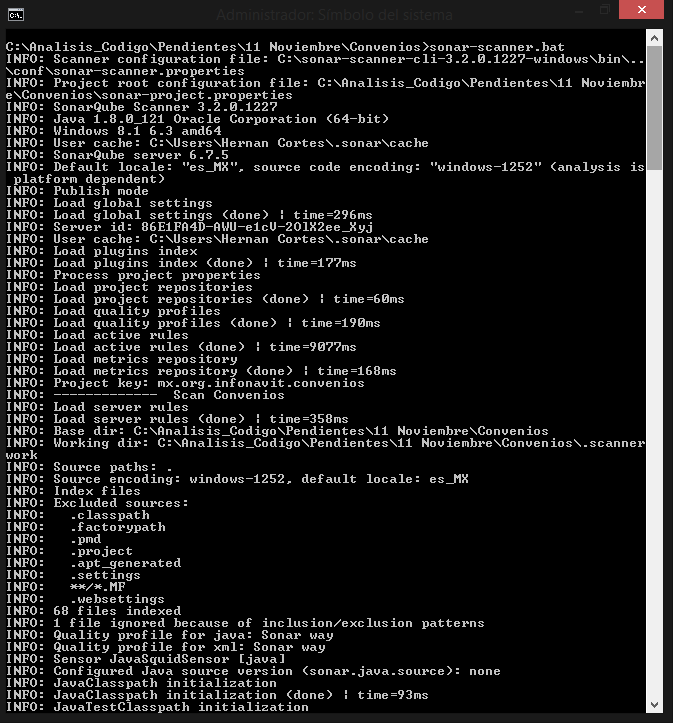 Administrador: Símbolo del sistema
C:\Analisis_Codigo\Pendientes\11 Noviembre\Convenios>sonar-scanner.bat
INFO: Scanner configuration file: C:\sonar-scanner-cli-3.2.0.1227-windows\bin\..
\conf\sonar-scanner.properties
INFO: Project root configuration file: C:\Analisis_Codigo\Pendientes\11 Noviembr
e\Convenios\sonar-project.properties
INFO: SonarQube Scanner 3.2.0.1227
INFO: Java 1.8.0_121 Oracle Corporation (64-bit)
INFO: Windows 8.1 6.3 amd64
INFO: User cache: C:\Users\Hernan Cortes\.sonar\cache
INFO: SonarQube server 6.7.5
INFO: Default locale: "es_MX", source code encoding: "windows-1252" (analysis is
 platform dependent)
INFO: Publish mode
INFO: Load global settings
INFO: Load global settings (done) | time=296ms
INFO: Server id: 86E1FA4D-AWU-e1cV-2OlX2ee_Xyj
INFO: User cache: C:\Users\Hernan Cortes\.sonar\cache
INFO: Load plugins index
INFO: Load plugins index (done) | time=177ms
INFO: Process project properties
INFO: Load project repositories
INFO: Load project repositories (done) | time=60ms
INFO: Load quality profiles
INFO: Load quality profiles (done) | time=190ms
INFO: Load active rules
INFO: Load active rules (done) | time=9077ms
INFO: Load metrics repository
INFO: Load metrics repository (done) | time=168ms
INFO: Project key: mx.org.infonavit.convenios
INFO: -------------  Scan Convenios
INFO: Load server rules
INFO: Load server rules (done) | time=358ms
INFO: Base dir: C:\Analisis_Codigo\Pendientes\11 Noviembre\Convenios
INFO: Working dir: C:\Analisis_Codigo\Pendientes\11 Noviembre\Convenios\.scanner
work
INFO: Source paths: .
INFO: Source encoding: windows-1252, default locale: es_MX
INFO: Index files
INFO: Excluded sources:
INFO:   .classpath
INFO:   .factorypath
INFO:   .pmd
INFO:   .project
INFO:   .apt_generated
INFO:   .settings
INFO:   **/*.MF
INFO:   .websettings
INFO: 68 files indexed
INFO: 1 file ignored because of inclusion/exclusion patterns
INFO: Quality profile for java: Sonar way
INFO: Quality profile for xml: Sonar way
INFO: Sensor JavaSquidSensor [java]
INFO: Configured Java source version (sonar.java.source): none
INFO: JavaClasspath initialization
INFO: JavaClasspath initialization (done) | time=93ms
INFO: JavaTestClasspath initialization